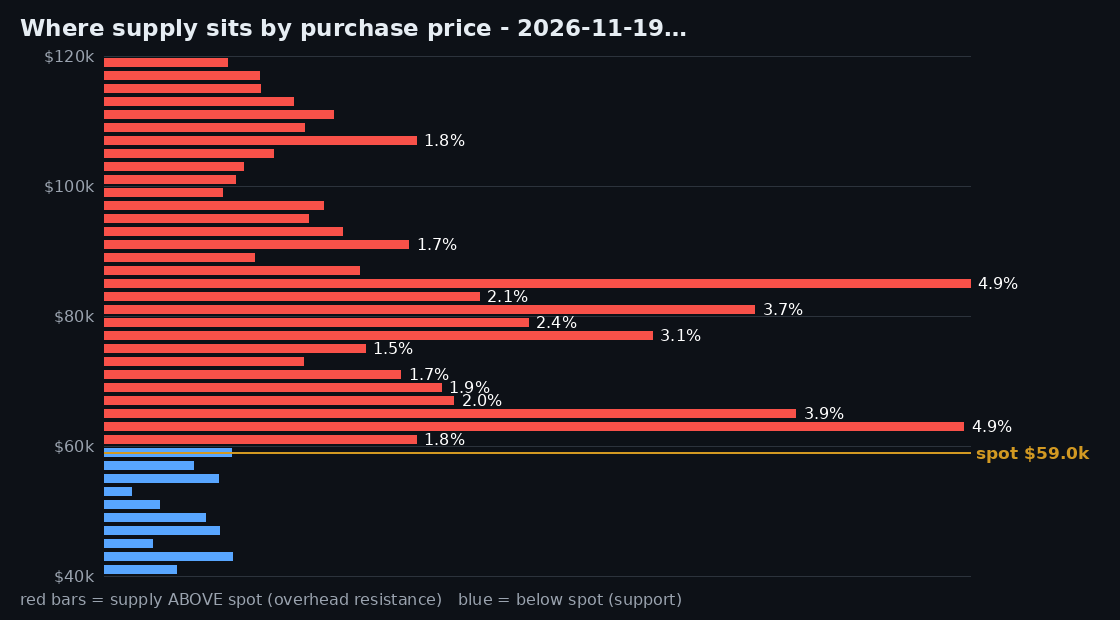 Where supply sits by purchase price - 2026-11-19…
$120k
1.8%
$100k
1.7%
4.9%
2.1%
3.7%
$80k
2.4%
3.1%
1.5%
1.7%
1.9%
2.0%
3.9%
4.9%
1.8%
$60k
spot $59.0k
$40k
red bars = supply ABOVE spot (overhead resistance) blue = below spot (support)